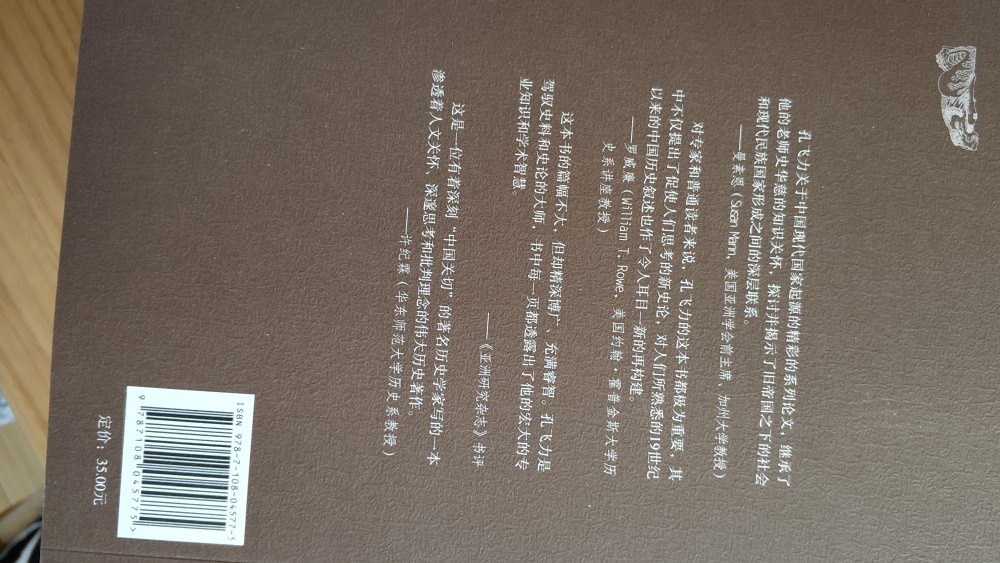 孔飞力关于中国现代国家起源的精彩的系列论文，继承了
他的老师史华慈的知识关怀，探讨并揭示了旧帝国之下的社会
和现代民族国家形成之间的深层联系。
——曼素恩（Susan Mann，美国亚洲学会前主席、加州大学教授）
对专家和普通读者来说，孔飞力的这本书都极为重要，其
中不仅提出了促使人们思考的新史论，对人们所熟悉的19世纪
以来的中国历史叙述也作了令人耳目一新的再构建。
——罗威廉（William T. Rowe，美国约翰·霍普金斯大学历
史系讲座教授）
这本书的篇幅不大，但却精深博广、充满睿智。孔飞力是
驾驭史料和史论的大师，书中每一页都透露出了他的宏大的专
业知识和学术智慧。
——《亚洲研究杂志》书评
这是一位有着深刻“中国关切”的著名历史学家写的一本
渗透着人文关怀、深邃思考和批判理念的伟大历史著作。
——许纪霖（华东师范大学历史系教授）
ISBN 978-7-108-04577-5
9 787108 045775 >
定价：35.00元